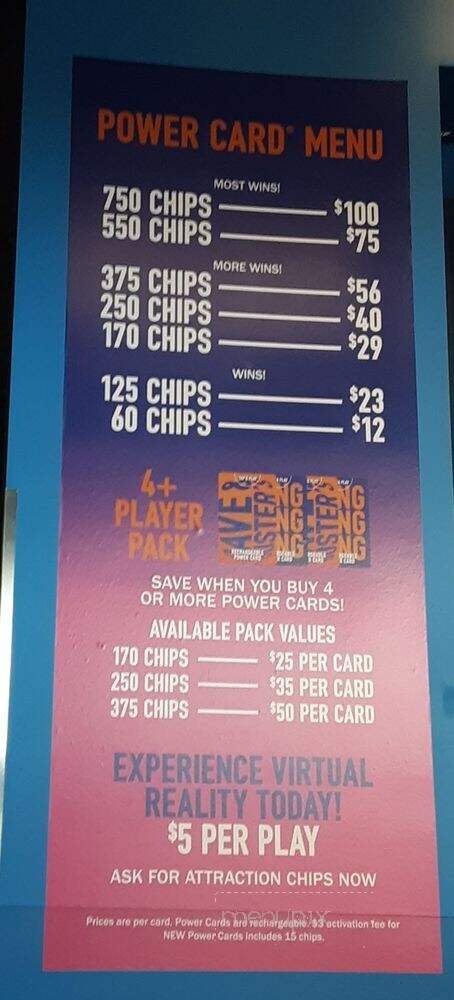 POWER CARD® MENU
MOST WINS!
750 CHIPS $100
550 CHIPS $75
MORE WINS!
375 CHIPS $56
250 CHIPS $40
170 CHIPS $29
WINS!
125 CHIPS $23
60 CHIPS $12
4+
PLAYER
PACK
SAVE WHEN YOU BUY 4
OR MORE POWER CARDS!
AVAILABLE PACK VALUES
170 CHIPS $25 PER CARD
250 CHIPS $35 PER CARD
375 CHIPS $50 PER CARD
EXPERIENCE VIRTUAL
REALITY TODAY!
$5 PER PLAY
ASK FOR ATTRACTION CHIPS NOW
menupix
Prices are per card. Power Cards are rechargeable. $3 activation fee for
NEW Power Cards includes 15 chips.